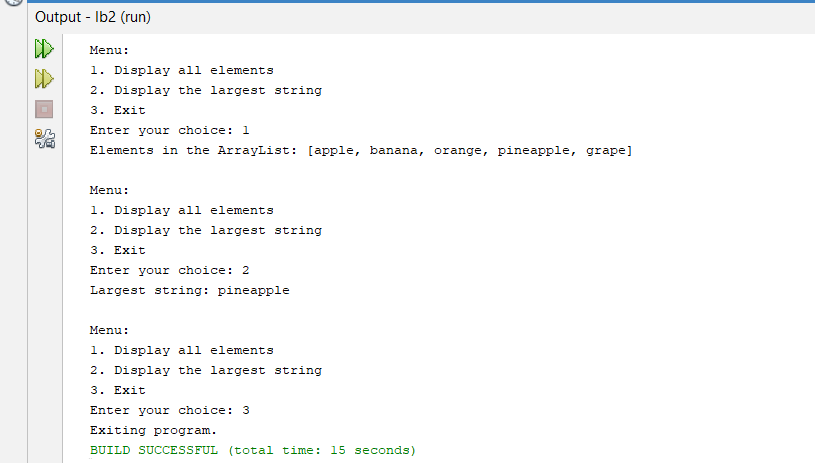 Output - lb2 (run)
Menu:
1. Display all elements
2. Display the largest string
3. Exit
Enter your choice: 1
Elements in the ArrayList: [apple, banana, orange, pineapple, grape]
Menu:
1. Display all elements
2. Display the largest string
3. Exit
Enter your choice: 2
Largest string: pineapple
Menu:
1. Display all elements
2. Display the largest string
3. Exit
Enter your choice: 3
Exiting program.
BUILD SUCCESSFUL (total time: 15 seconds)